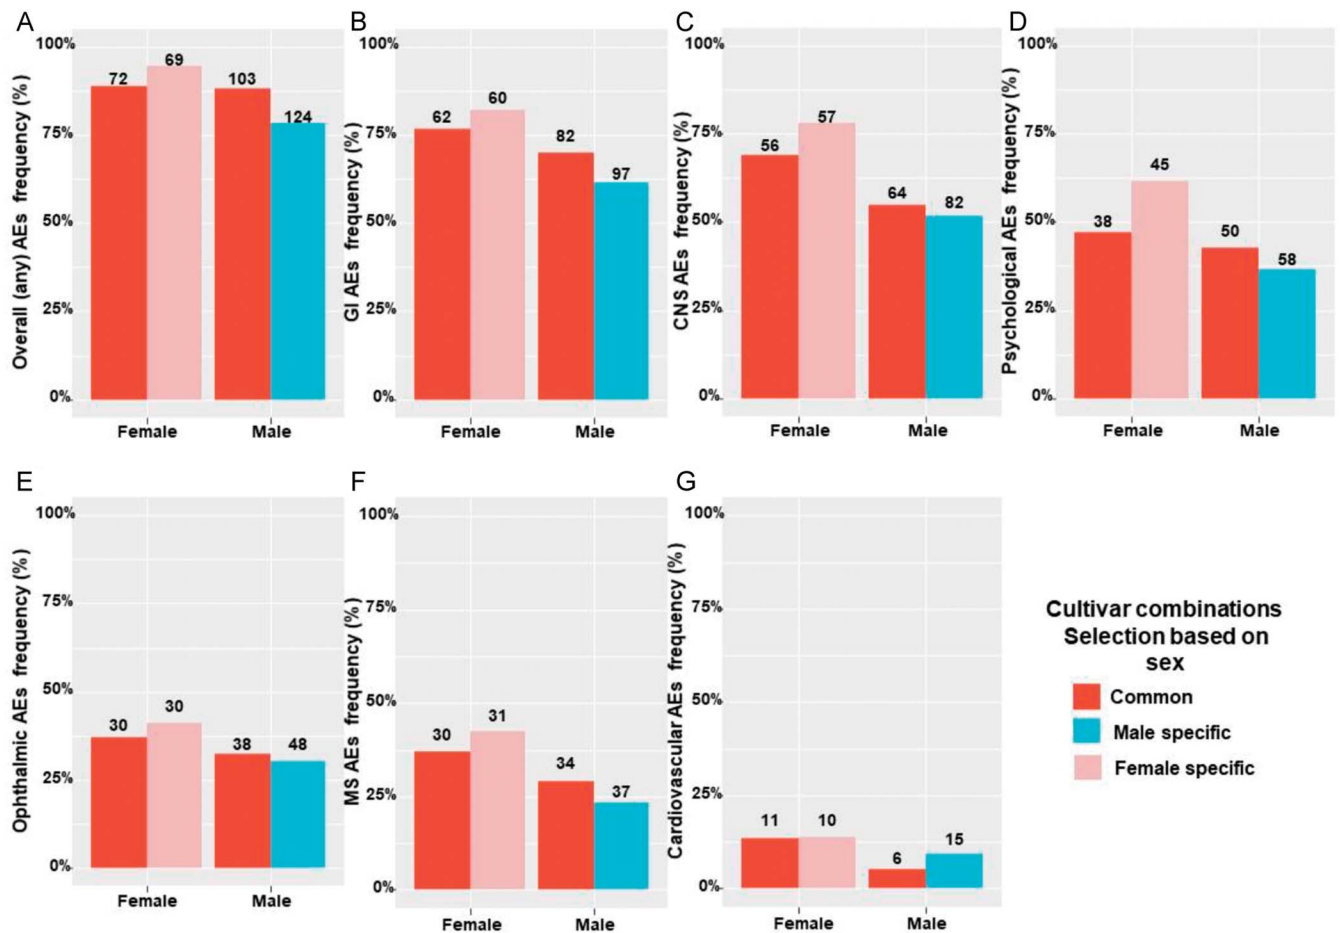 A
Overall (any) AEs frequency (%)
100%
75%
50%
25%
0%
72
69
103
124
Female
Male
B
GI AEs frequency (%)
100%
75%
50%
25%
0%
62
60
82
97
Female
Male
C
CNS AEs frequency (%)
100%
75%
50%
25%
0%
56
57
64
82
Female
Male
D
Psychological AEs frequency (%)
100%
75%
50%
25%
0%
38
45
50
58
Female
Male
E
Ophthalmic AEs frequency (%)
100%
75%
50%
25%
0%
30
30
38
48
Female
Male
F
MS AEs frequency (%)
100%
75%
50%
25%
0%
30
31
34
37
Female
Male
G
Cardiovascular AEs frequency (%)
100%
75%
50%
25%
0%
11
10
6
15
Female
Male
Cultivar combinations
Selection based on
sex
Common
Male specific
Female specific